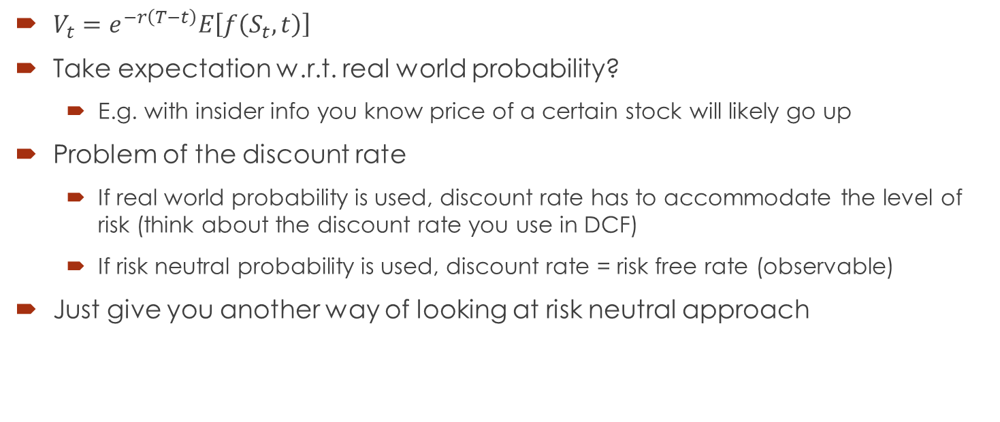 V_t = e^{-r(T-t)} E[f(S_t, t)]
Take expectation w.r.t. real world probability?
E.g. with insider info you know price of a certain stock will likely go up
Problem of the discount rate
If real world probability is used, discount rate has to accommodate the level of
risk (think about the discount rate you use in DCF)
If risk neutral probability is used, discount rate = risk free rate (observable)
Just give you another way of looking at risk neutral approach